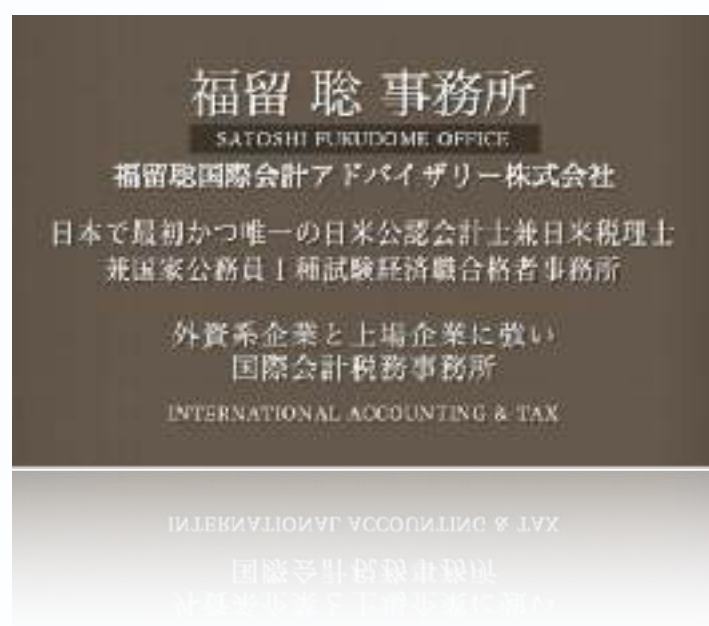 福留 聡 事務所
SATOSHI FUKUDOME OFFICE
福留聡国際会計アドバイザリー株式会社
日本で最初かつ唯一の日米公認会計士兼日米税理士
兼国家公務員Ⅰ種試験経済職合格者事務所
外資系企業と上場企業に強い
国際会計税務事務所
INTERNATIONAL ACCOUNTING & TAX